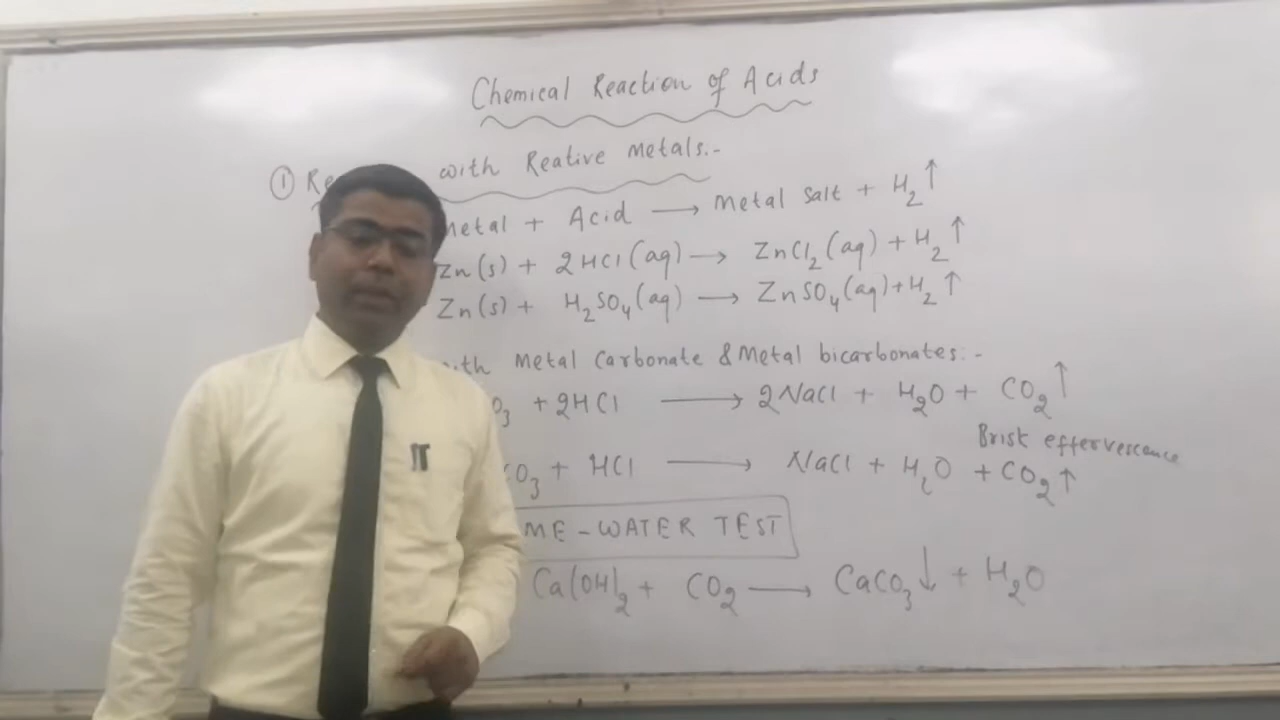 Chemical Reaction of Acids
① Re with Reative Metals:-
Metal + Acid ⟶ Metal Salt + H₂↑
Zn(s) + 2HCl(aq) ⟶ ZnCl₂(aq) + H₂↑
Zn(s) + H₂SO₄(aq) ⟶ ZnSO₄(aq) + H₂↑
ith Metal Carbonate & Metal bicarbonates:-
O₃ + 2HCl ⟶ 2NaCl + H₂O + CO₂↑
Brisk effervescence
CO₃ + HCl ⟶ NaCl + H₂O + CO₂↑
ME-WATER TEST
Ca(OH)₂ + CO₂ ⟶ CaCO₃↓ + H₂O